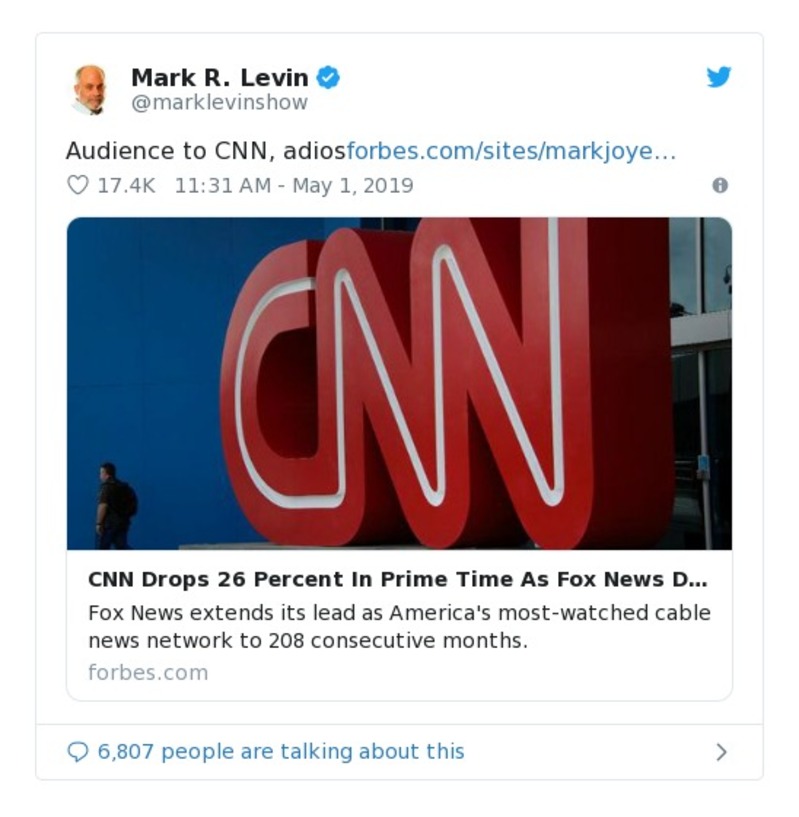 Mark R. Levin
@marklevinshow
Audience to CNN, adiosforbes.com/sites/markjoye…
17.4K 11:31 AM - May 1, 2019
CNN
CNN Drops 26 Percent In Prime Time As Fox News D…
Fox News extends its lead as America's most-watched cable
news network to 208 consecutive months.
forbes.com
6,807 people are talking about this